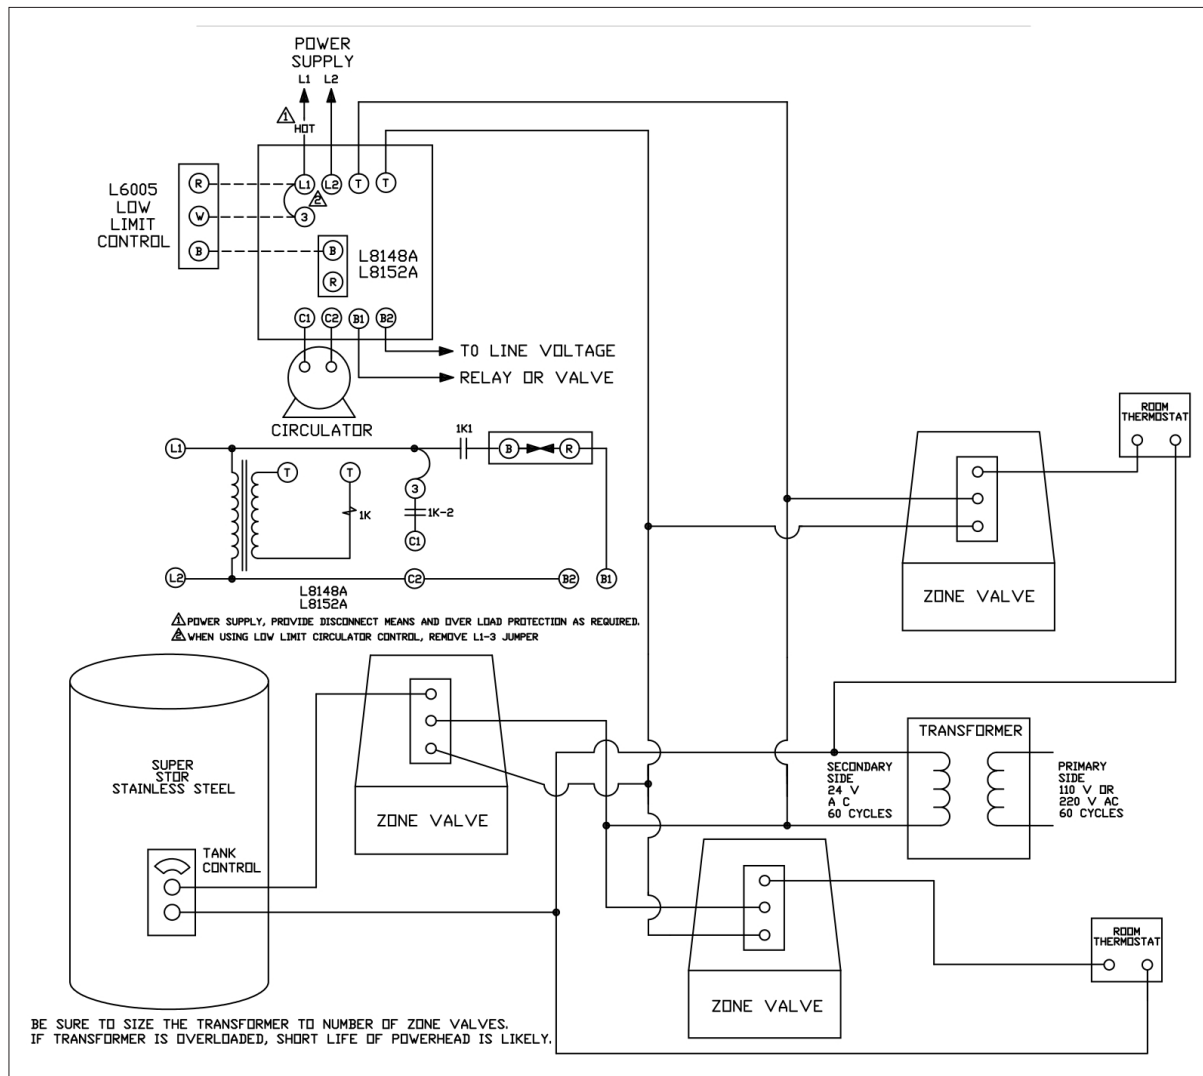 POWER
SUPPLY
L1 L2
1
HOT
L6005
LOW
LIMIT
CONTROL
R
W
B
L1 L2 T T
2
3
B
R
L8148A
L8152A
C1 C2 B1 B2
TO LINE VOLTAGE
RELAY OR VALVE
CIRCULATOR
L1
1K1
B R
T T
3
1K
1K-2
C1
L2 C2 B2 B1
L8148A
L8152A
1 POWER SUPPLY, PROVIDE DISCONNECT MEANS AND OVER LOAD PROTECTION AS REQUIRED.
2 WHEN USING LOW LIMIT CIRCULATOR CONTROL, REMOVE L1-3 JUMPER
ROOM
THERMOSTAT
ZONE VALVE
SUPER
STOR
STAINLESS STEEL
TANK
CONTROL
ZONE VALVE
TRANSFORMER
SECONDARY
SIDE
24 V
A C
60 CYCLES
PRIMARY
SIDE
110 V OR
220 V AC
60 CYCLES
ZONE VALVE
ROOM
THERMOSTAT
BE SURE TO SIZE THE TRANSFORMER TO NUMBER OF ZONE VALVES.
IF TRANSFORMER IS OVERLOADED, SHORT LIFE OF POWERHEAD IS LIKELY.